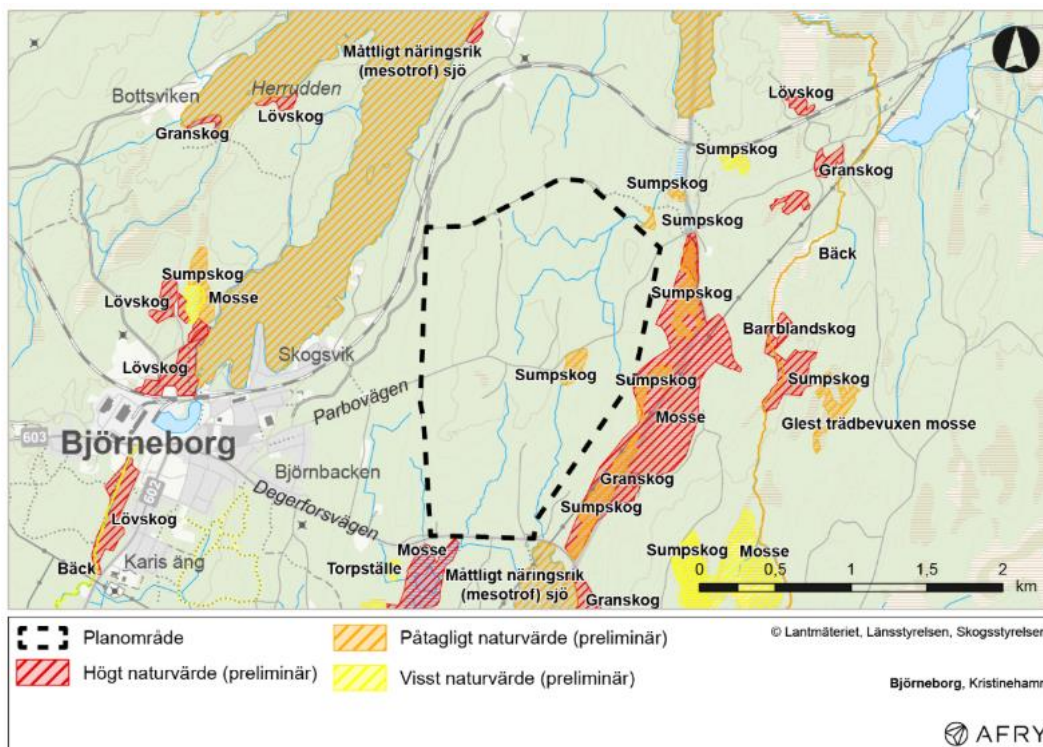 Måttligt näringsrik
(mesotrof) sjö
Herrudden
Bottsviken
Lövskog
Granskog
Lövskog
Sumpskog
Granskog
Sumpskog
Sumpskog
Bäck
Sumpskog
Mosse
Lövskog
Sumpskog
Barrblandskog
Skogsvik
Lövskog
Sumpskog
Sumpskog
Sumpskog
Parbovägen
Mosse
Glest trädbevuxen mosse
603
Björneborg
Björnbacken
Granskog
602
Degerforsvägen
Lövskog
Sumpskog
Karis äng
Mosse
Sumpskog
Mosse
Bäck
Torpställe
Måttligt näringsrik
(mesotrof) sjö
Granskog
0 0,5 1 1,5 2
km
Planområde
Högt naturvärde (preliminär)
Påtagligt naturvärde (preliminär)
Visst naturvärde (preliminär)
© Lantmäteriet, Länsstyrelsen, Skogsstyrelsen
Björneborg, Kristinehamn
AFRY